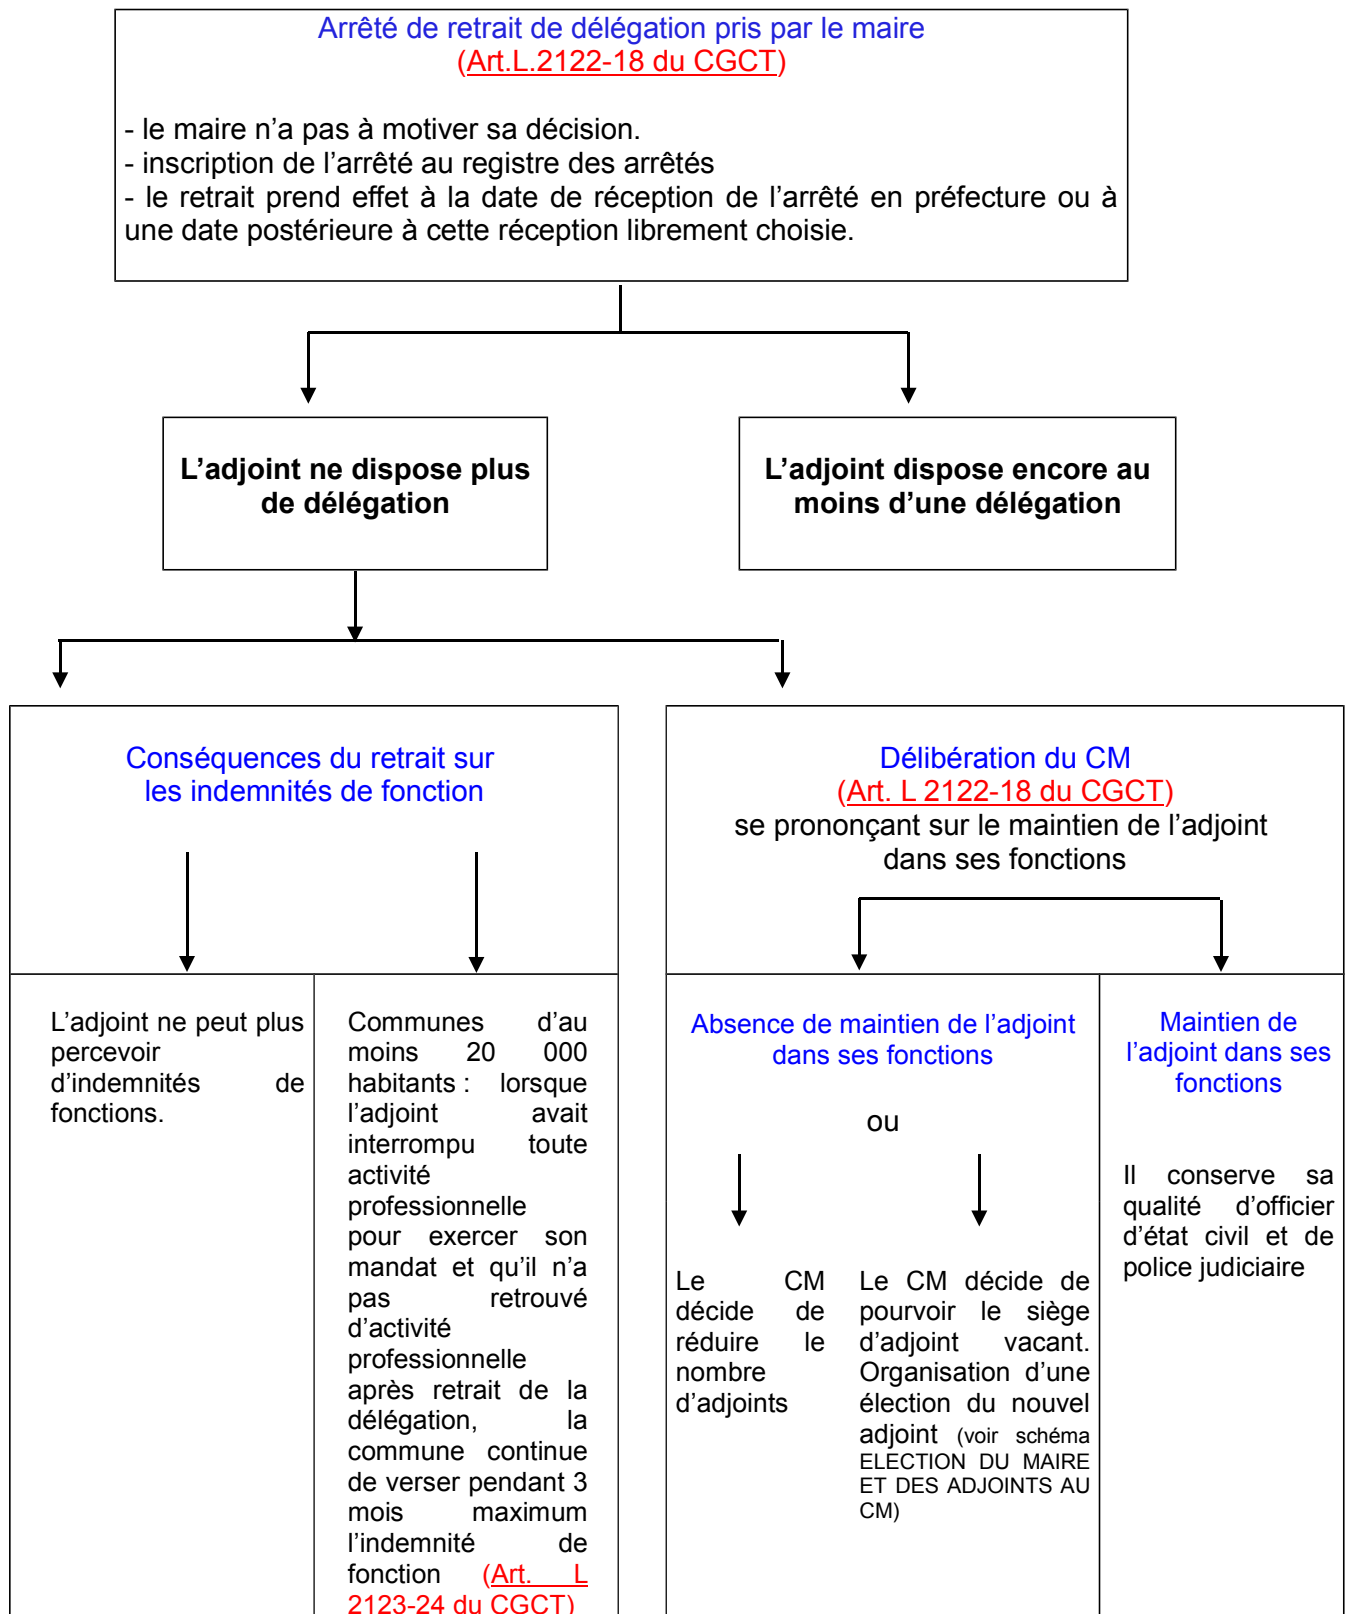 Arrêté de retrait de délégation pris par le maire
(Art.L.2122-18 du CGCT)
- le maire n’a pas à motiver sa décision.
- inscription de l’arrêté au registre des arrêtés
- le retrait prend effet à la date de réception de l’arrêté en préfecture ou à
une date postérieure à cette réception librement choisie.
L’adjoint ne dispose plus
de délégation
L’adjoint dispose encore au
moins d’une délégation
Conséquences du retrait sur
les indemnités de fonction
L’adjoint ne peut plus
percevoir
d’indemnités de
fonctions.
Communes d’au
moins 20 000
habitants : lorsque
l’adjoint avait
interrompu toute
activité
professionnelle
pour exercer son
mandat et qu’il n’a
pas retrouvé
d’activité
professionnelle
après retrait de la
délégation, la
commune continue
de verser pendant 3
mois maximum
l’indemnité de
fonction (Art. L
2123-24 du CGCT)
Délibération du CM
(Art. L 2122-18 du CGCT)
se prononçant sur le maintien de l’adjoint
dans ses fonctions
Absence de maintien de l’adjoint
dans ses fonctions
ou
Le CM
décide de
réduire le
nombre
d’adjoints
Le CM décide de
pourvoir le siège
d’adjoint vacant.
Organisation d’une
élection du nouvel
adjoint (voir schéma
ELECTION DU MAIRE
ET DES ADJOINTS AU
CM)
Maintien de
l’adjoint dans ses
fonctions
Il conserve sa
qualité d’officier
d’état civil et de
police judiciaire